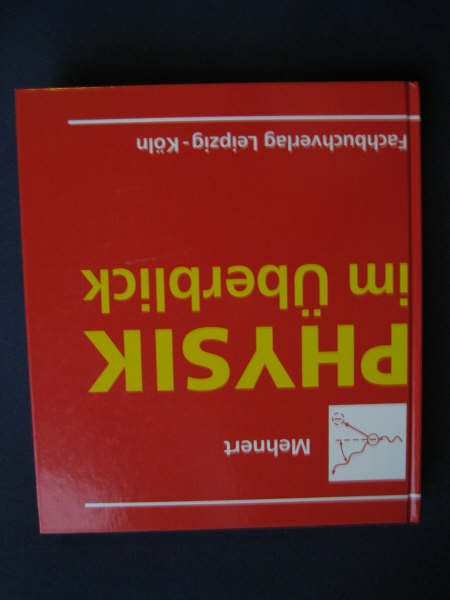 Mehnert
PHYSIK
im Überblick
Fachbuchverlag Leipzig - Köln